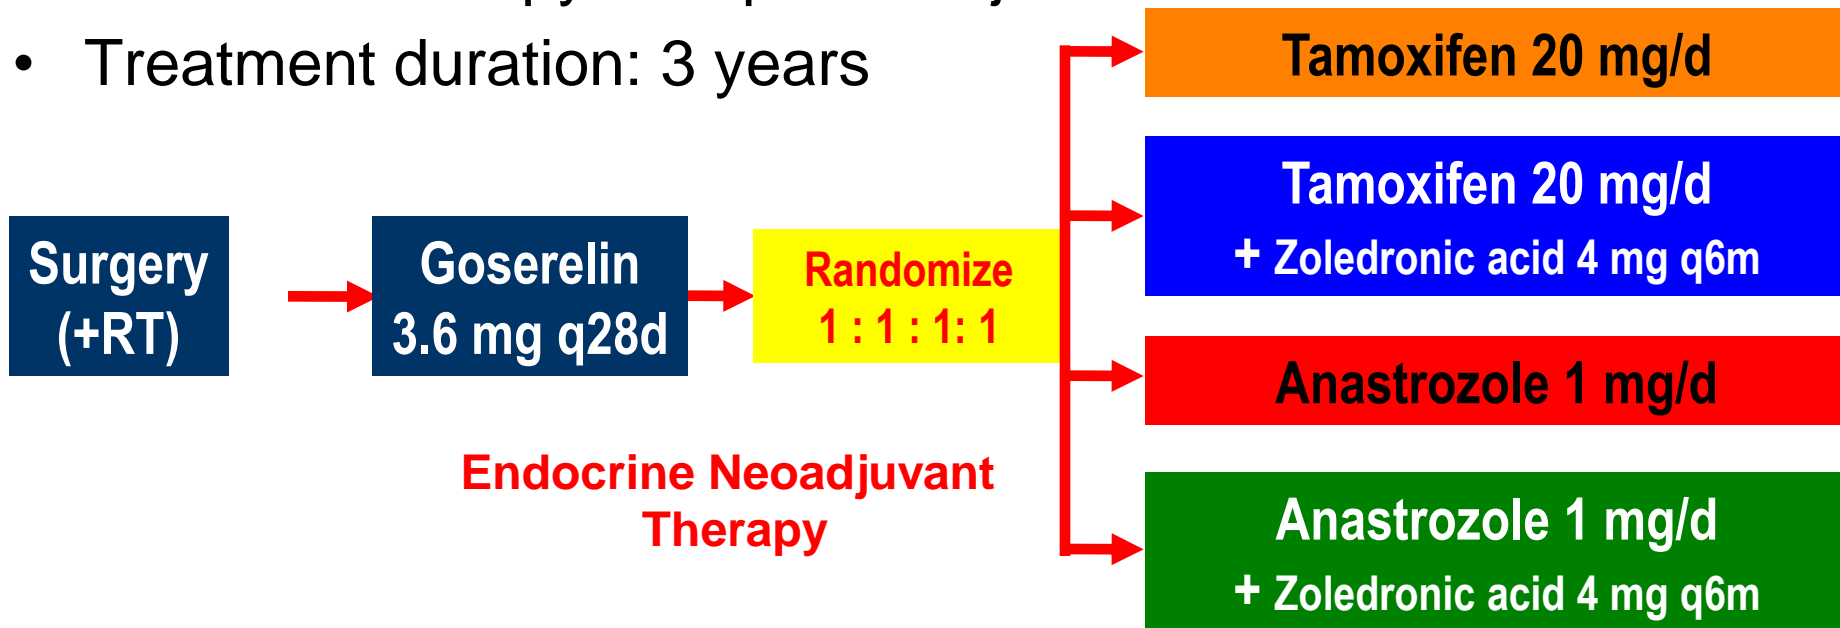 • Treatment duration: 3 years
Surgery
(+RT)
Goserelin
3.6 mg q28d
Randomize
1 : 1 : 1: 1
Endocrine Neoadjuvant
Therapy
Tamoxifen 20 mg/d
Tamoxifen 20 mg/d
+ Zoledronic acid 4 mg q6m
Anastrozole 1 mg/d
Anastrozole 1 mg/d
+ Zoledronic acid 4 mg q6m